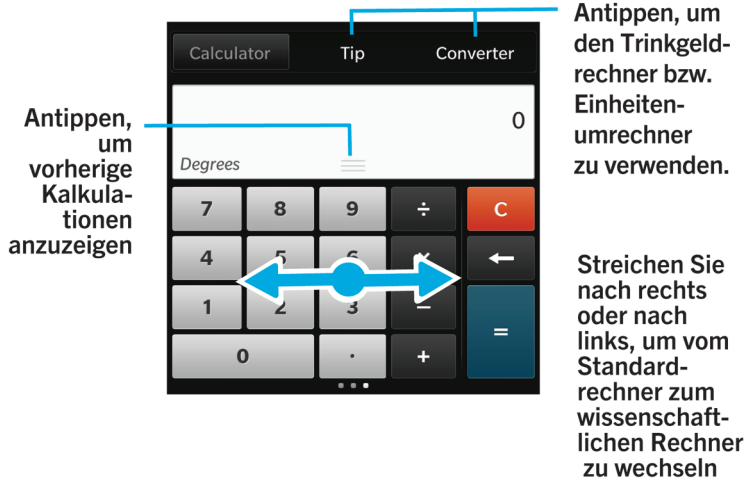 Antippen, um
den Trinkgeld-
rechner bzw.
Einheiten-
umrechner
zu verwenden.
Calculator Tip Converter
0
Degrees
Antippen,
um
vorherige
Kalkula-
tionen
anzuzeigen
7 8 9 ÷ C
4 5 6 ×
1 2 3 − =
0 . +
Streichen Sie
nach rechts
oder nach
links, um vom
Standard-
rechner zum
wissenschaft-
lichen Rechner
zu wechseln